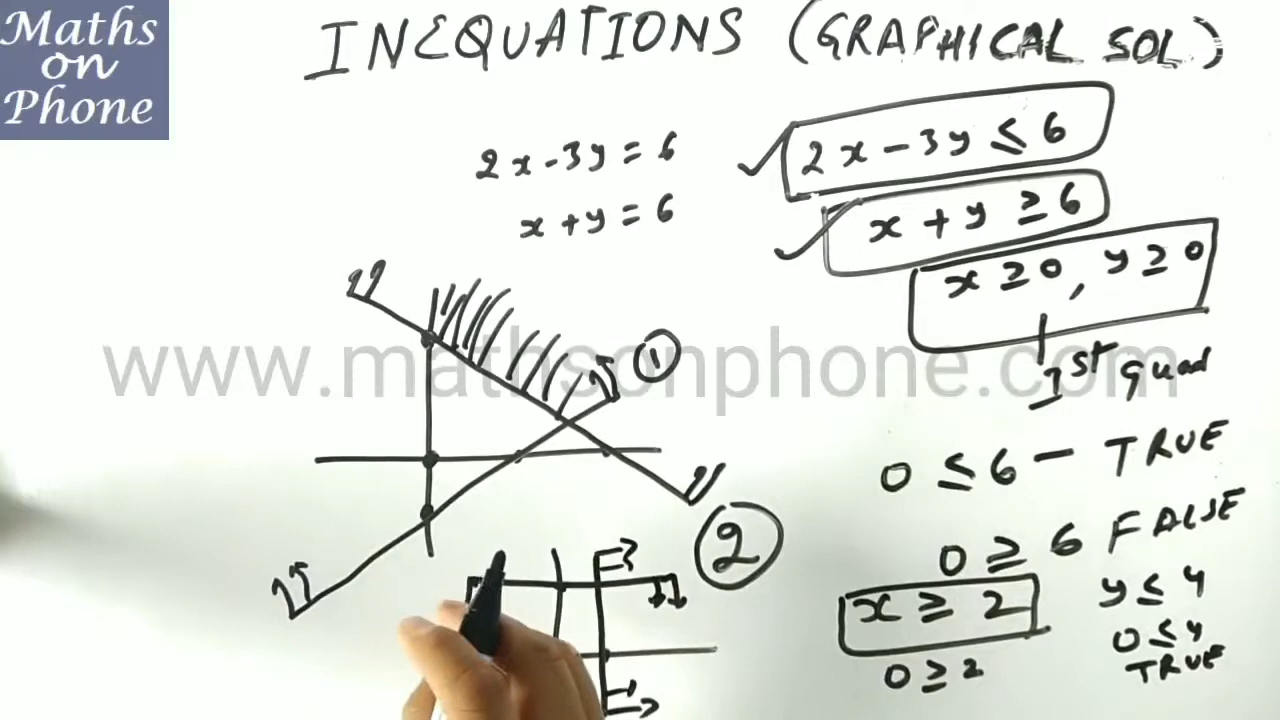 Maths
on
Phone
INEQUATIONS (GRAPHICAL SOL)
2x - 3y = 6
x + y = 6
2x - 3y ≤ 6
x + y ≥ 6
x ≥ 0, y ≥ 0
1st quad
www.mathsonphone.com
1
2
0 ≤ 6 - TRUE
0 ≥ 6 FALSE
x ≥ 2
0 ≥ 2
y ≤ 4
0 ≤ 4
TRUE